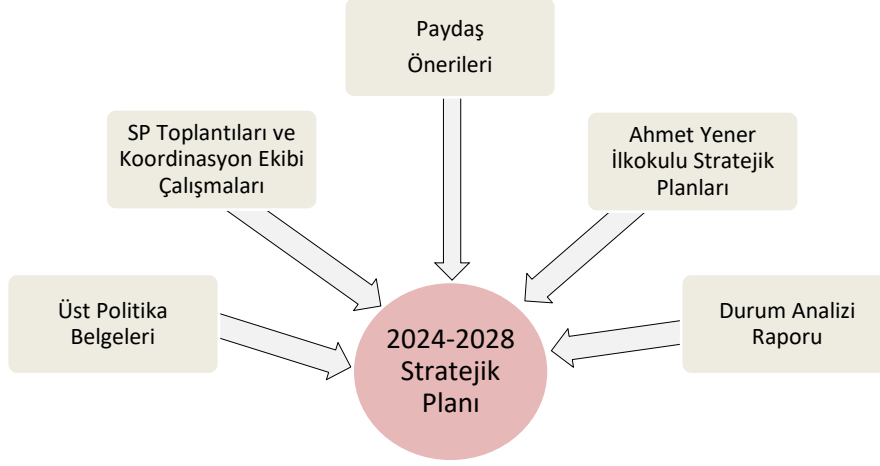 Paydaş
Önerileri
SP Toplantıları ve
Koordinasyon Ekibi
Çalışmaları
Ahmet Yener
İlkokulu Stratejik
Planları
Üst Politika
Belgeleri
Durum Analizi
Raporu
2024-2028
Stratejik
Planı